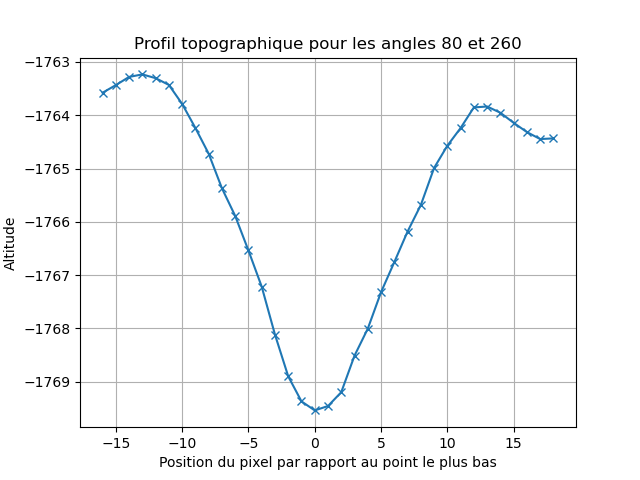 Profil topographique pour les angles 80 et 260
−1763
−1764
−1765
−1766
−1767
−1768
−1769
Altitude
−15 −10 −5 0 5 10 15
Position du pixel par rapport au point le plus bas